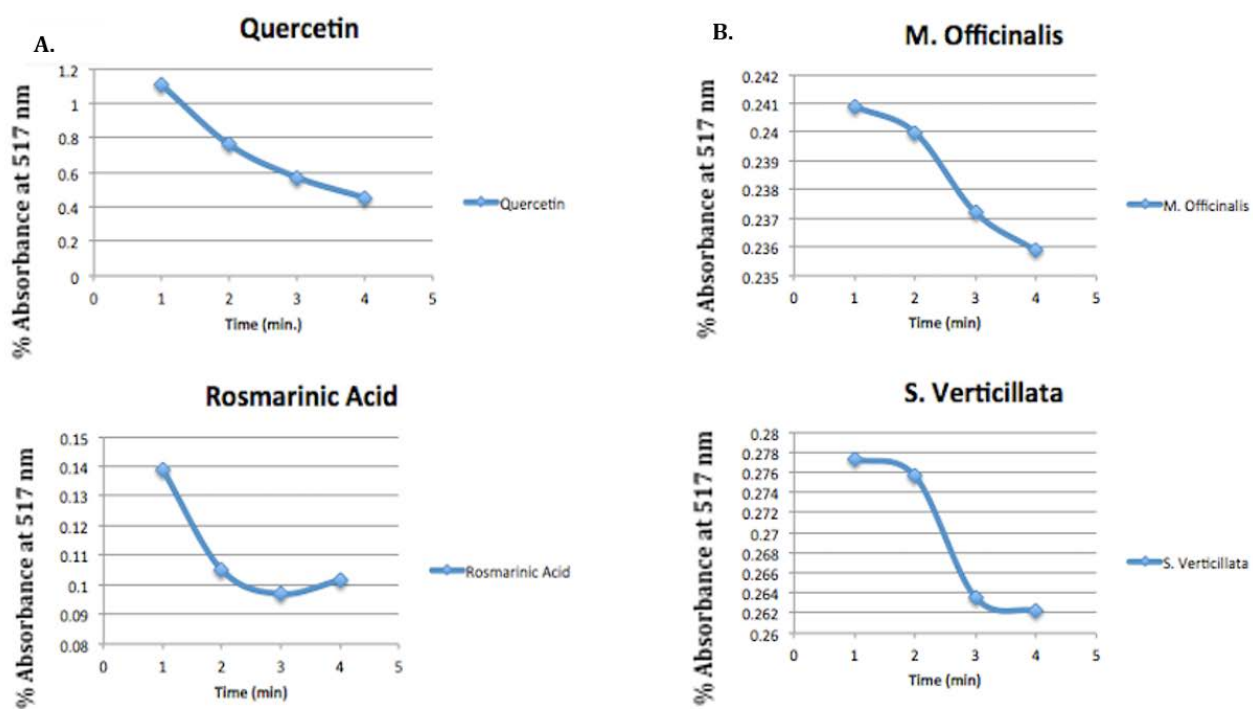 A.
Quercetin
% Absorbance at 517 nm
1.2
1
0.8
0.6
0.4
0.2
0
0 1 2 3 4 5
Time (min.)
Quercetin
B.
M. Officinalis
% Absorbance at 517 nm
0.242
0.241
0.24
0.239
0.238
0.237
0.236
0.235
0 1 2 3 4 5
Time (min)
M. Officinalis
Rosmarinic Acid
% Absorbance at 517 nm
0.15
0.14
0.13
0.12
0.11
0.1
0.09
0.08
0 1 2 3 4 5
Time (min)
Rosmarinic Acid
S. Verticillata
% Absorbance at 517 nm
0.28
0.278
0.276
0.274
0.272
0.27
0.268
0.266
0.264
0.262
0.26
0 1 2 3 4 5
Time (min)
S. Verticillata